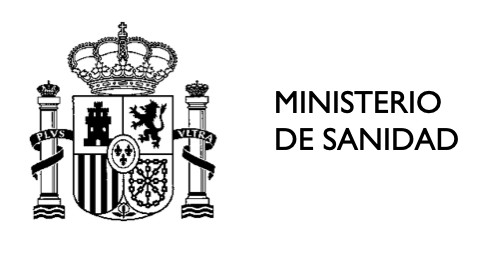 PLVS
VLTRA
MINISTERIO
DE SANIDAD